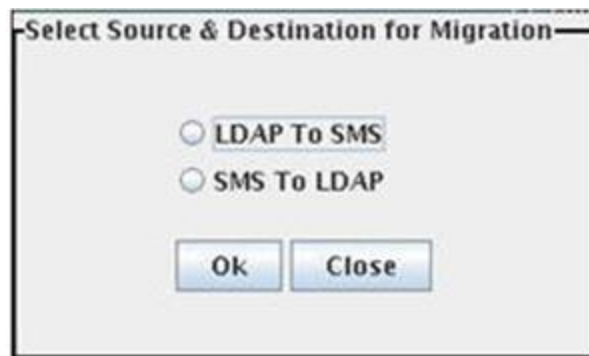 Select Source & Destination for Migration
LDAP To SMS
SMS To LDAP
Ok
Close